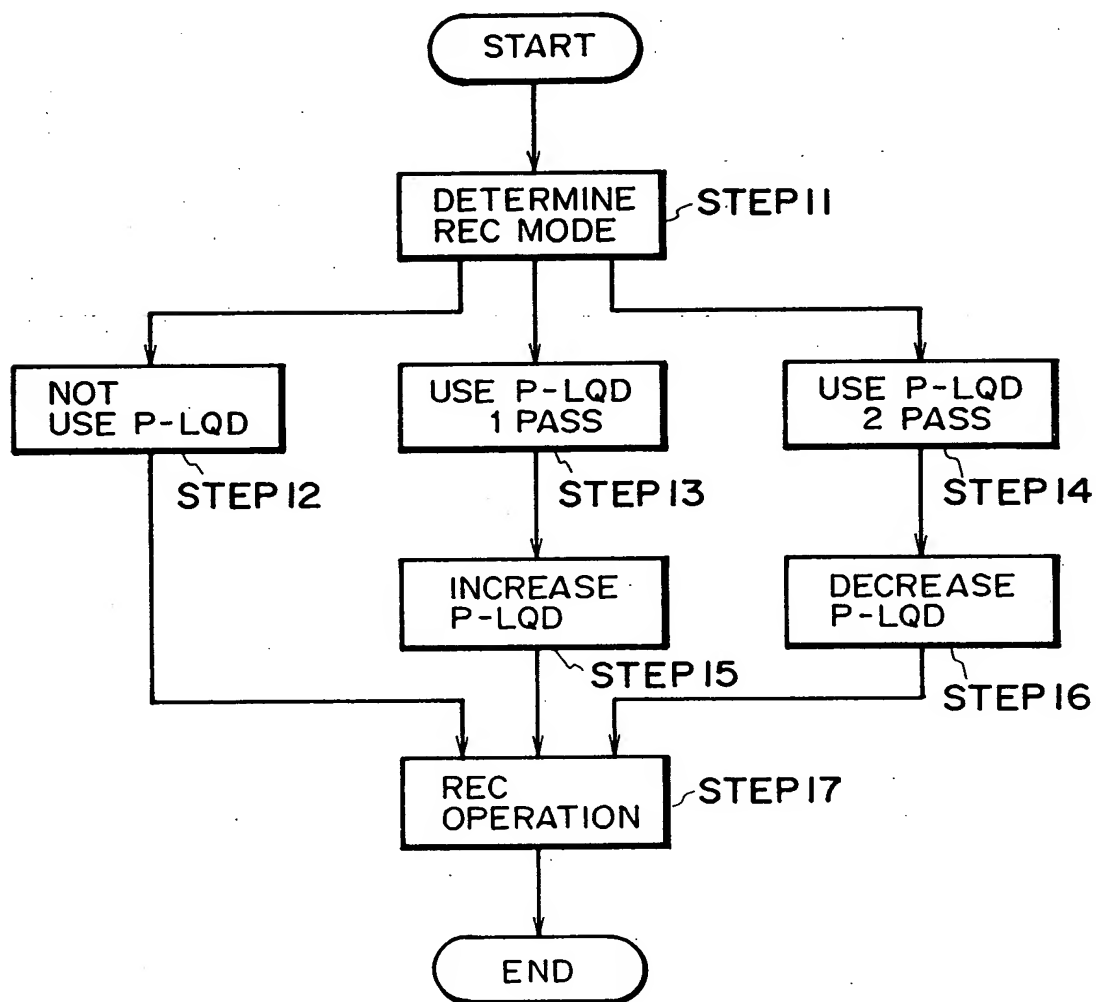 START
DETERMINE
REC MODE
STEP11
NOT
USE P-LQD
STEP12
USE P-LQD
1 PASS
STEP13
USE P-LQD
2 PASS
STEP14
INCREASE
P-LQD
STEP15
DECREASE
P-LQD
STEP16
REC
OPERATION
STEP17
END